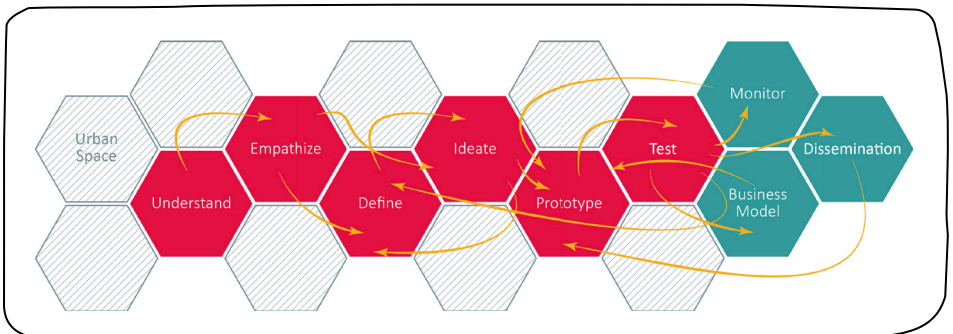 Urban
Space
Understand
Empathize
Define
Ideate
Prototype
Test
Monitor
Business
Model
Dissemination